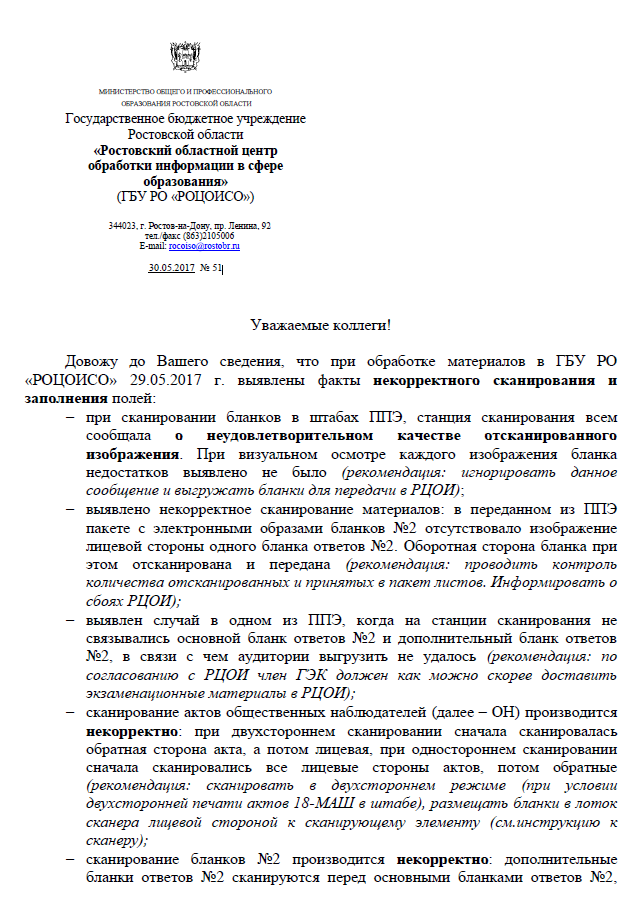 МИНИСТЕРСТВО ОБЩЕГО И ПРОФЕССИОНАЛЬНОГО
ОБРАЗОВАНИЯ РОСТОВСКОЙ ОБЛАСТИ
Государственное бюджетное учреждение
Ростовской области
«Ростовский областной центр
обработки информации в сфере
образования»
(ГБУ РО «РОЦОИСО»)
344023, г. Ростов-на-Дону, пр. Ленина, 92
тел./факс (863)2105006
E-mail: rocoiso@rostobr.ru
30.05.2017 № 51
Уважаемые коллеги!
Довожу до Вашего сведения, что при обработке материалов в ГБУ РО
«РОЦОИСО» 29.05.2017 г. выявлены факты некорректного сканирования и
заполнения полей:
– при сканировании бланков в штабах ППЭ, станция сканирования всем
сообщала о неудовлетворительном качестве отсканированного
изображения. При визуальном осмотре каждого изображения бланка
недостатков выявлено не было (рекомендация: игнорировать данное
сообщение и выгружать бланки для передачи в РЦОИ);
– выявлено некорректное сканирование материалов: в переданном из ППЭ
пакете с электронными образами бланков №2 отсутствовало изображение
лицевой стороны одного бланка ответов №2. Оборотная сторона бланка при
этом отсканирована и передана (рекомендация: проводить контроль
количества отсканированных и принятых в пакет листов. Информировать о
сбоях РЦОИ);
– выявлен случай в одном из ППЭ, когда на станции сканирования не
связывались основной бланк ответов №2 и дополнительный бланк ответов
№2, в связи с чем аудитории выгрузить не удалось (рекомендация: по
согласованию с РЦОИ член ГЭК должен как можно скорее доставить
экзаменационные материалы в РЦОИ);
– сканирование актов общественных наблюдателей (далее – ОН) производится
некорректно: при двухстороннем сканировании сначала сканировалась
обратная сторона акта, а потом лицевая, при одностороннем сканировании
сначала сканировались все лицевые стороны актов, потом обратные
(рекомендация: сканировать в двухстороннем режиме (при условии
двухсторонней печати актов 18-МАШ в штабе), размещать бланки в лоток
сканера лицевой стороной к сканирующему элементу (см.инструкцию к
сканеру);
– сканирование бланков №2 производится некорректно: дополнительные
бланки ответов №2 сканируются перед основными бланками ответов №2,